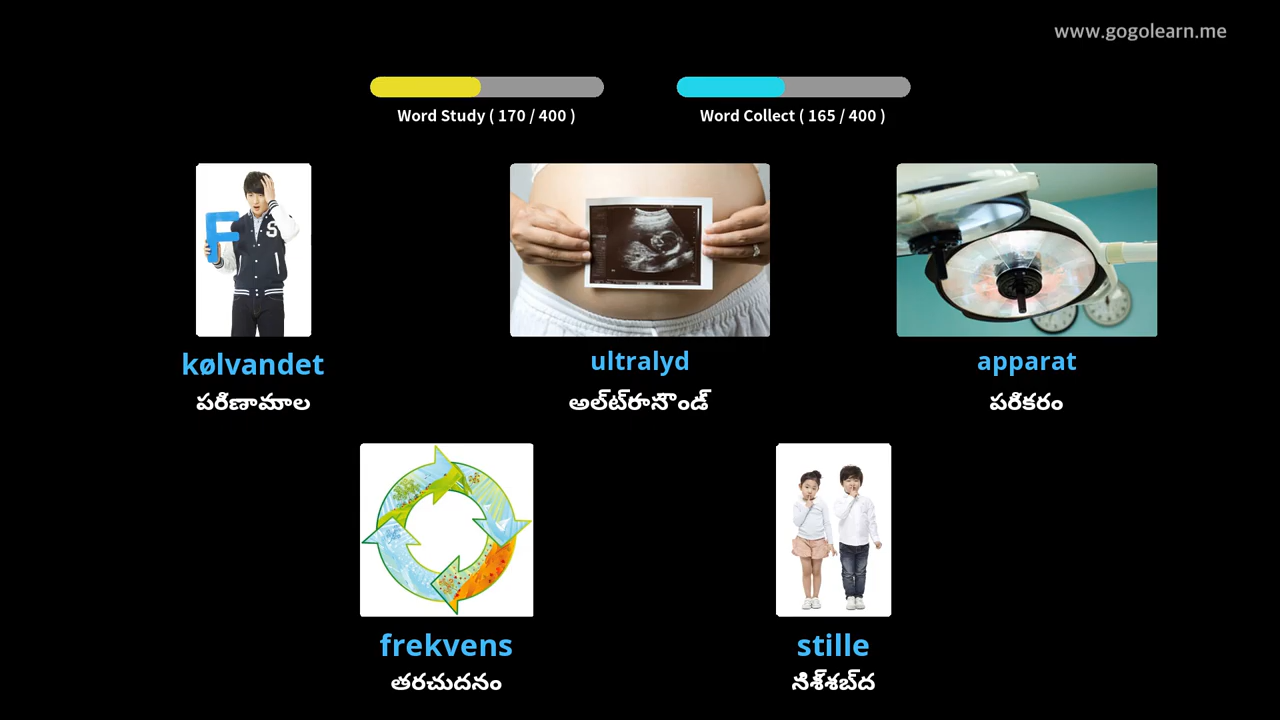 www.gogolearn.me
Word Study ( 170 / 400 )
Word Collect ( 165 / 400 )
F
S
kølvandet
పరిణామాల
ultralyd
అల్ట్రాసౌండ్
apparat
పరికరం
frekvens
తరచుదనం
stille
నిశ్శబ్ద